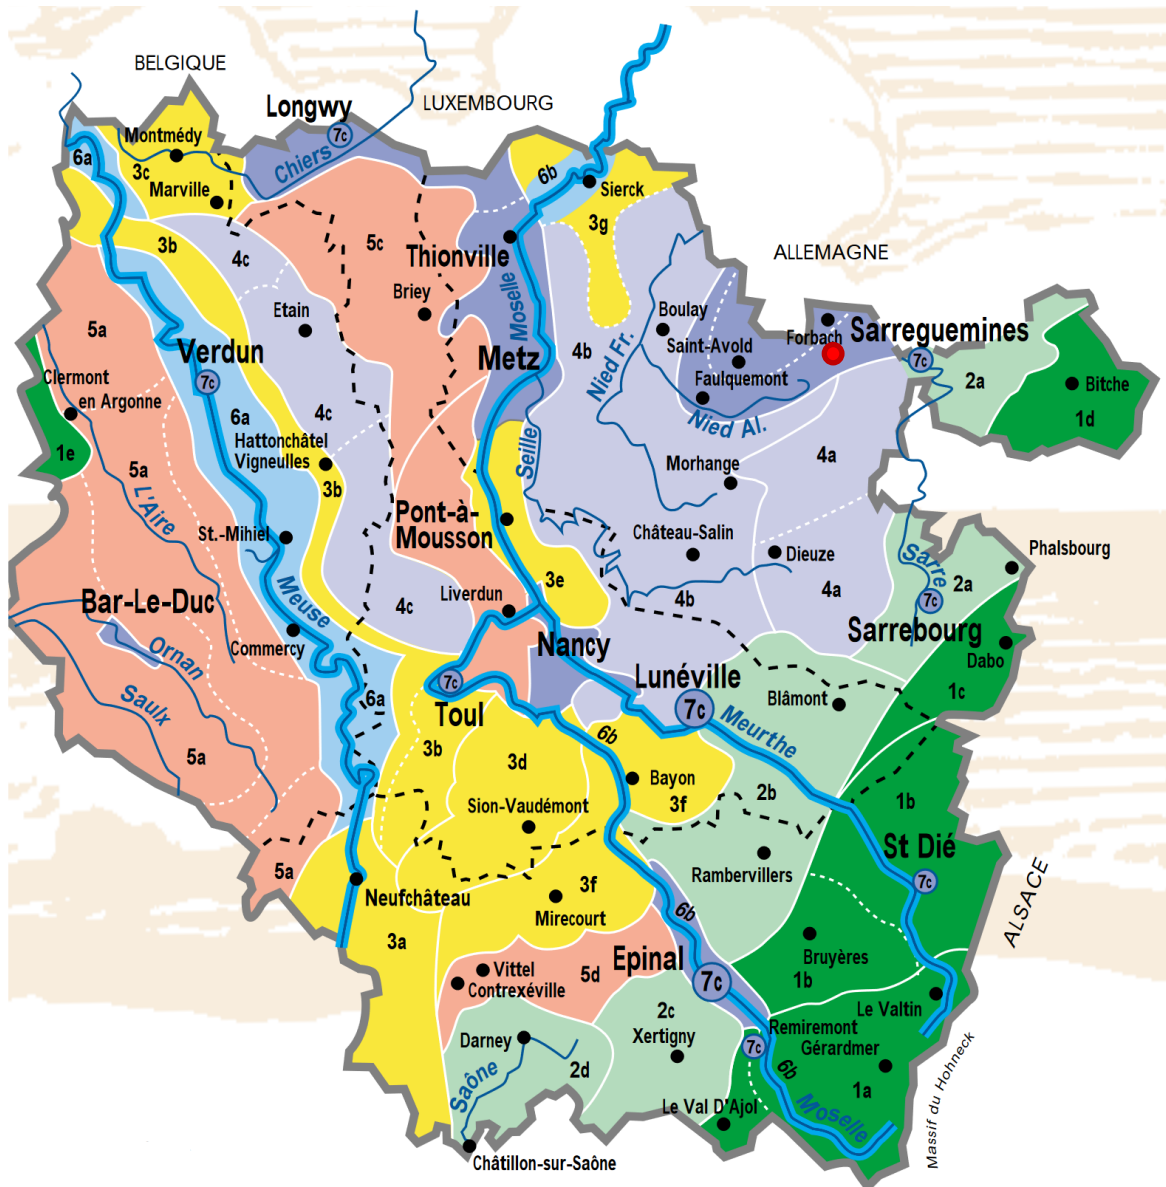 BELGIQUE
LUXEMBOURG
Longwy
7c
Montmédy
6a
3c
Marville
Chiers
6b
Sierck
3g
3b
4c
5c
Thionville
ALLEMAGNE
Moselle
Briey
Etain
Boulay
Forbach
Sarreguemines
5a
Verdun
Metz
4b
Nied Fr.
Saint-Avold
7c
7c
Faulquemont
2a
Bitche
Clermont
en Argonne
6a
4c
Nied Al.
1d
1e
Hattonchâtel
Vigneulles
Seille
4a
5a
3b
Morhange
L'Aire
Pont-à-
Mousson
St.-Mihiel
Château-Salin
Dieuze
Phalsbourg
Sarre
3e
2a
Meuse
Liverdun
4b
4a
7c
Bar-Le-Duc
4c
Commercy
Nancy
Sarrebourg
Ornan
Dabo
Lunéville
Saulx
6a
7c
7c
Blâmont
1c
Toul
Meurthe
6b
5a
3b
3d
Bayon
2b
3f
1b
Sion-Vaudémont
St Dié
5a
Rambervillers
7c
3f
Neufchâteau
Mirecourt
6b
ALSACE
3a
Bruyères
Epinal
Vittel
5d
7c
1b
Contrexéville
Le Valtin
2c
Remiremont
Xertigny
Darney
7c
Gérardmer
2d
6b
1a
Saône
Le Val D'Ajol
Moselle
Massif du Hohneck
Châtillon-sur-Saône